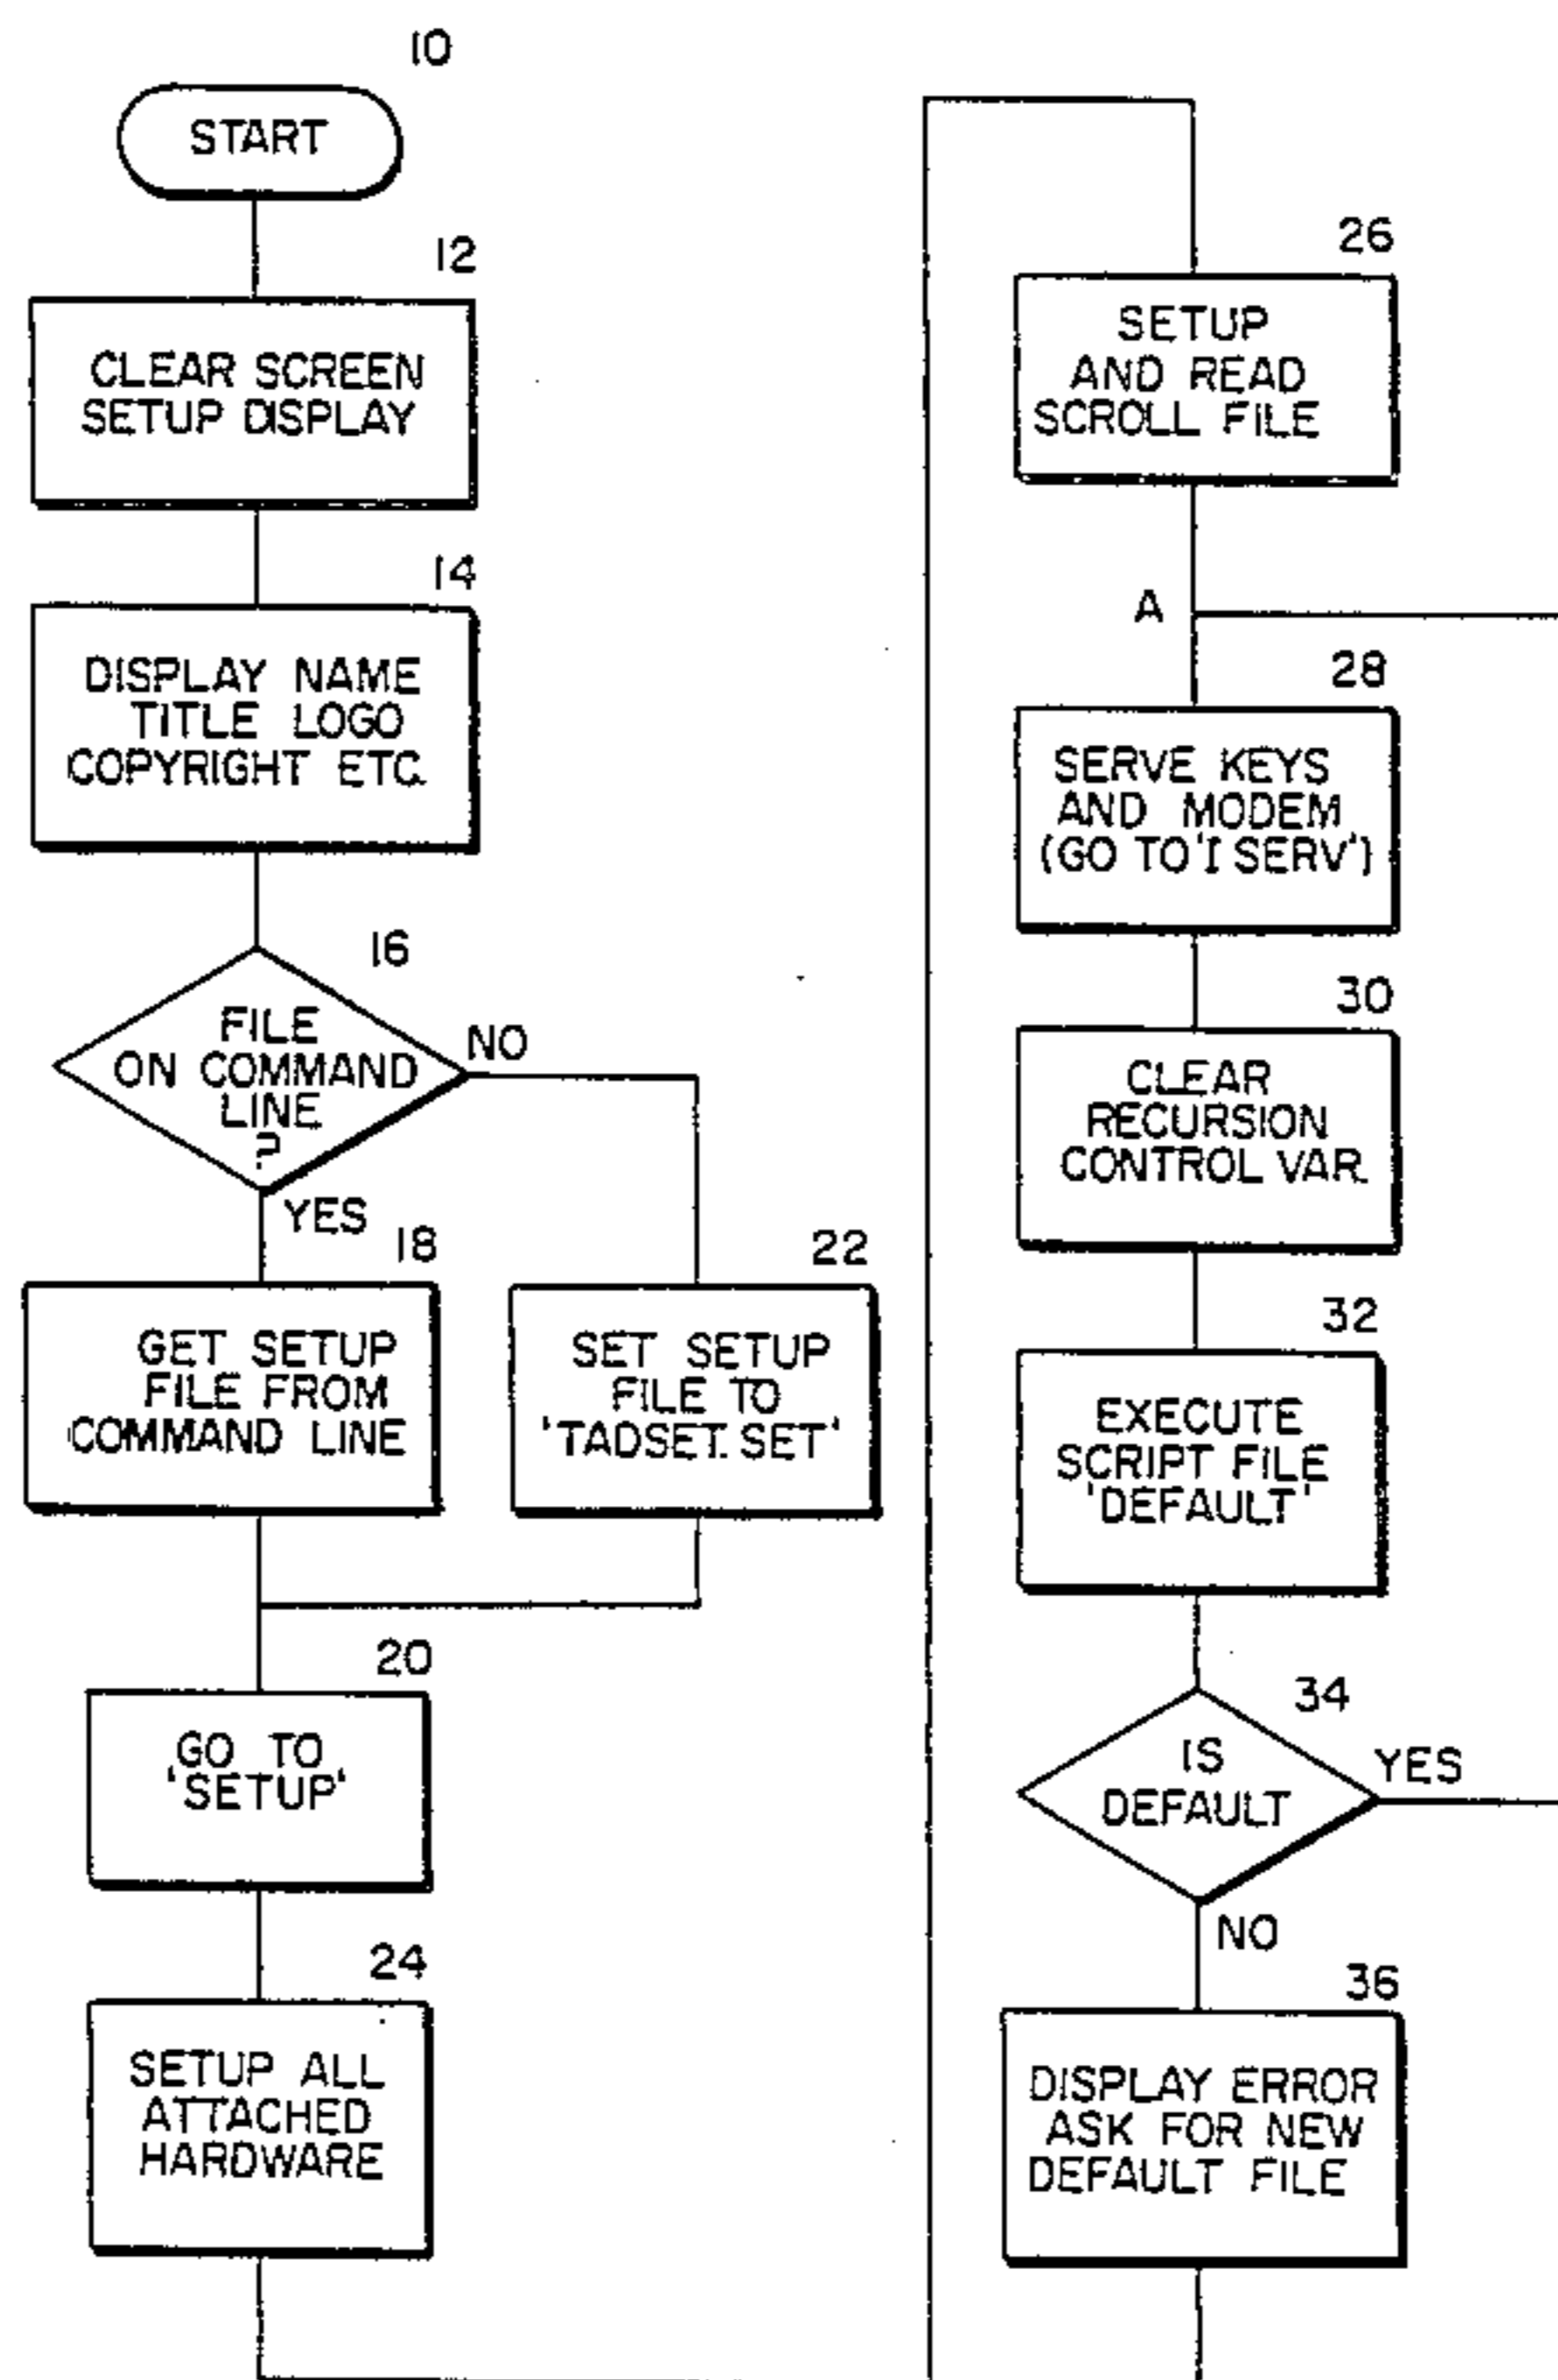 10
START
12
CLEAR SCREEN
SETUP DISPLAY
14
DISPLAY NAME
TITLE LOGO
COPYRIGHT ETC.
16
FILE
ON COMMAND
LINE
?
NO
YES
18
GET SETUP
FILE FROM
COMMAND LINE
22
SET SETUP
FILE TO
'TADSET.SET'
20
GO TO
'SETUP'
24
SETUP ALL
ATTACHED
HARDWARE
26
SETUP
AND READ
SCROLL FILE
A
28
SERVE KEYS
AND MODEM
(GO TO 'I SERV')
30
CLEAR
RECURSION
CONTROL VAR.
32
EXECUTE
SCRIPT FILE
'DEFAULT'
34
IS
DEFAULT
YES
NO
36
DISPLAY ERROR
ASK FOR NEW
DEFAULT FILE